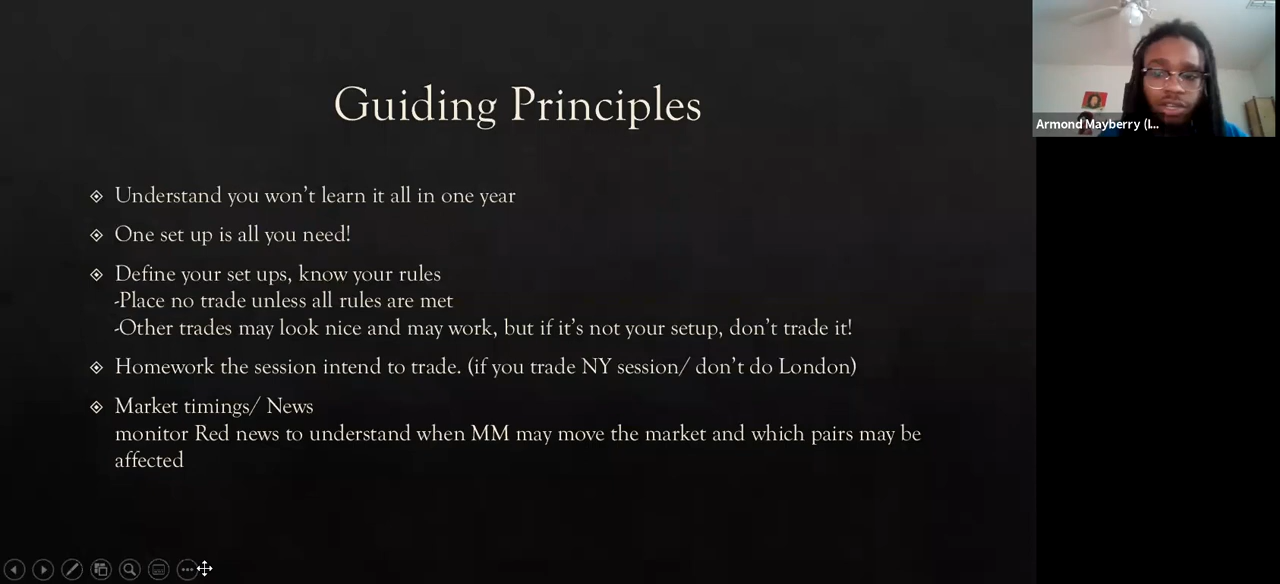 Guiding Principles
Understand you won't learn it all in one year
One set up is all you need!
Define your set ups, know your rules
-Place no trade unless all rules are met
-Other trades may look nice and may work, but if it's not your setup, don't trade it!
Homework the session intend to trade. (if you trade NY session/ don't do London)
Market timings/ News
monitor Red news to understand when MM may move the market and which pairs may be
affected
Armond Mayberry (I...